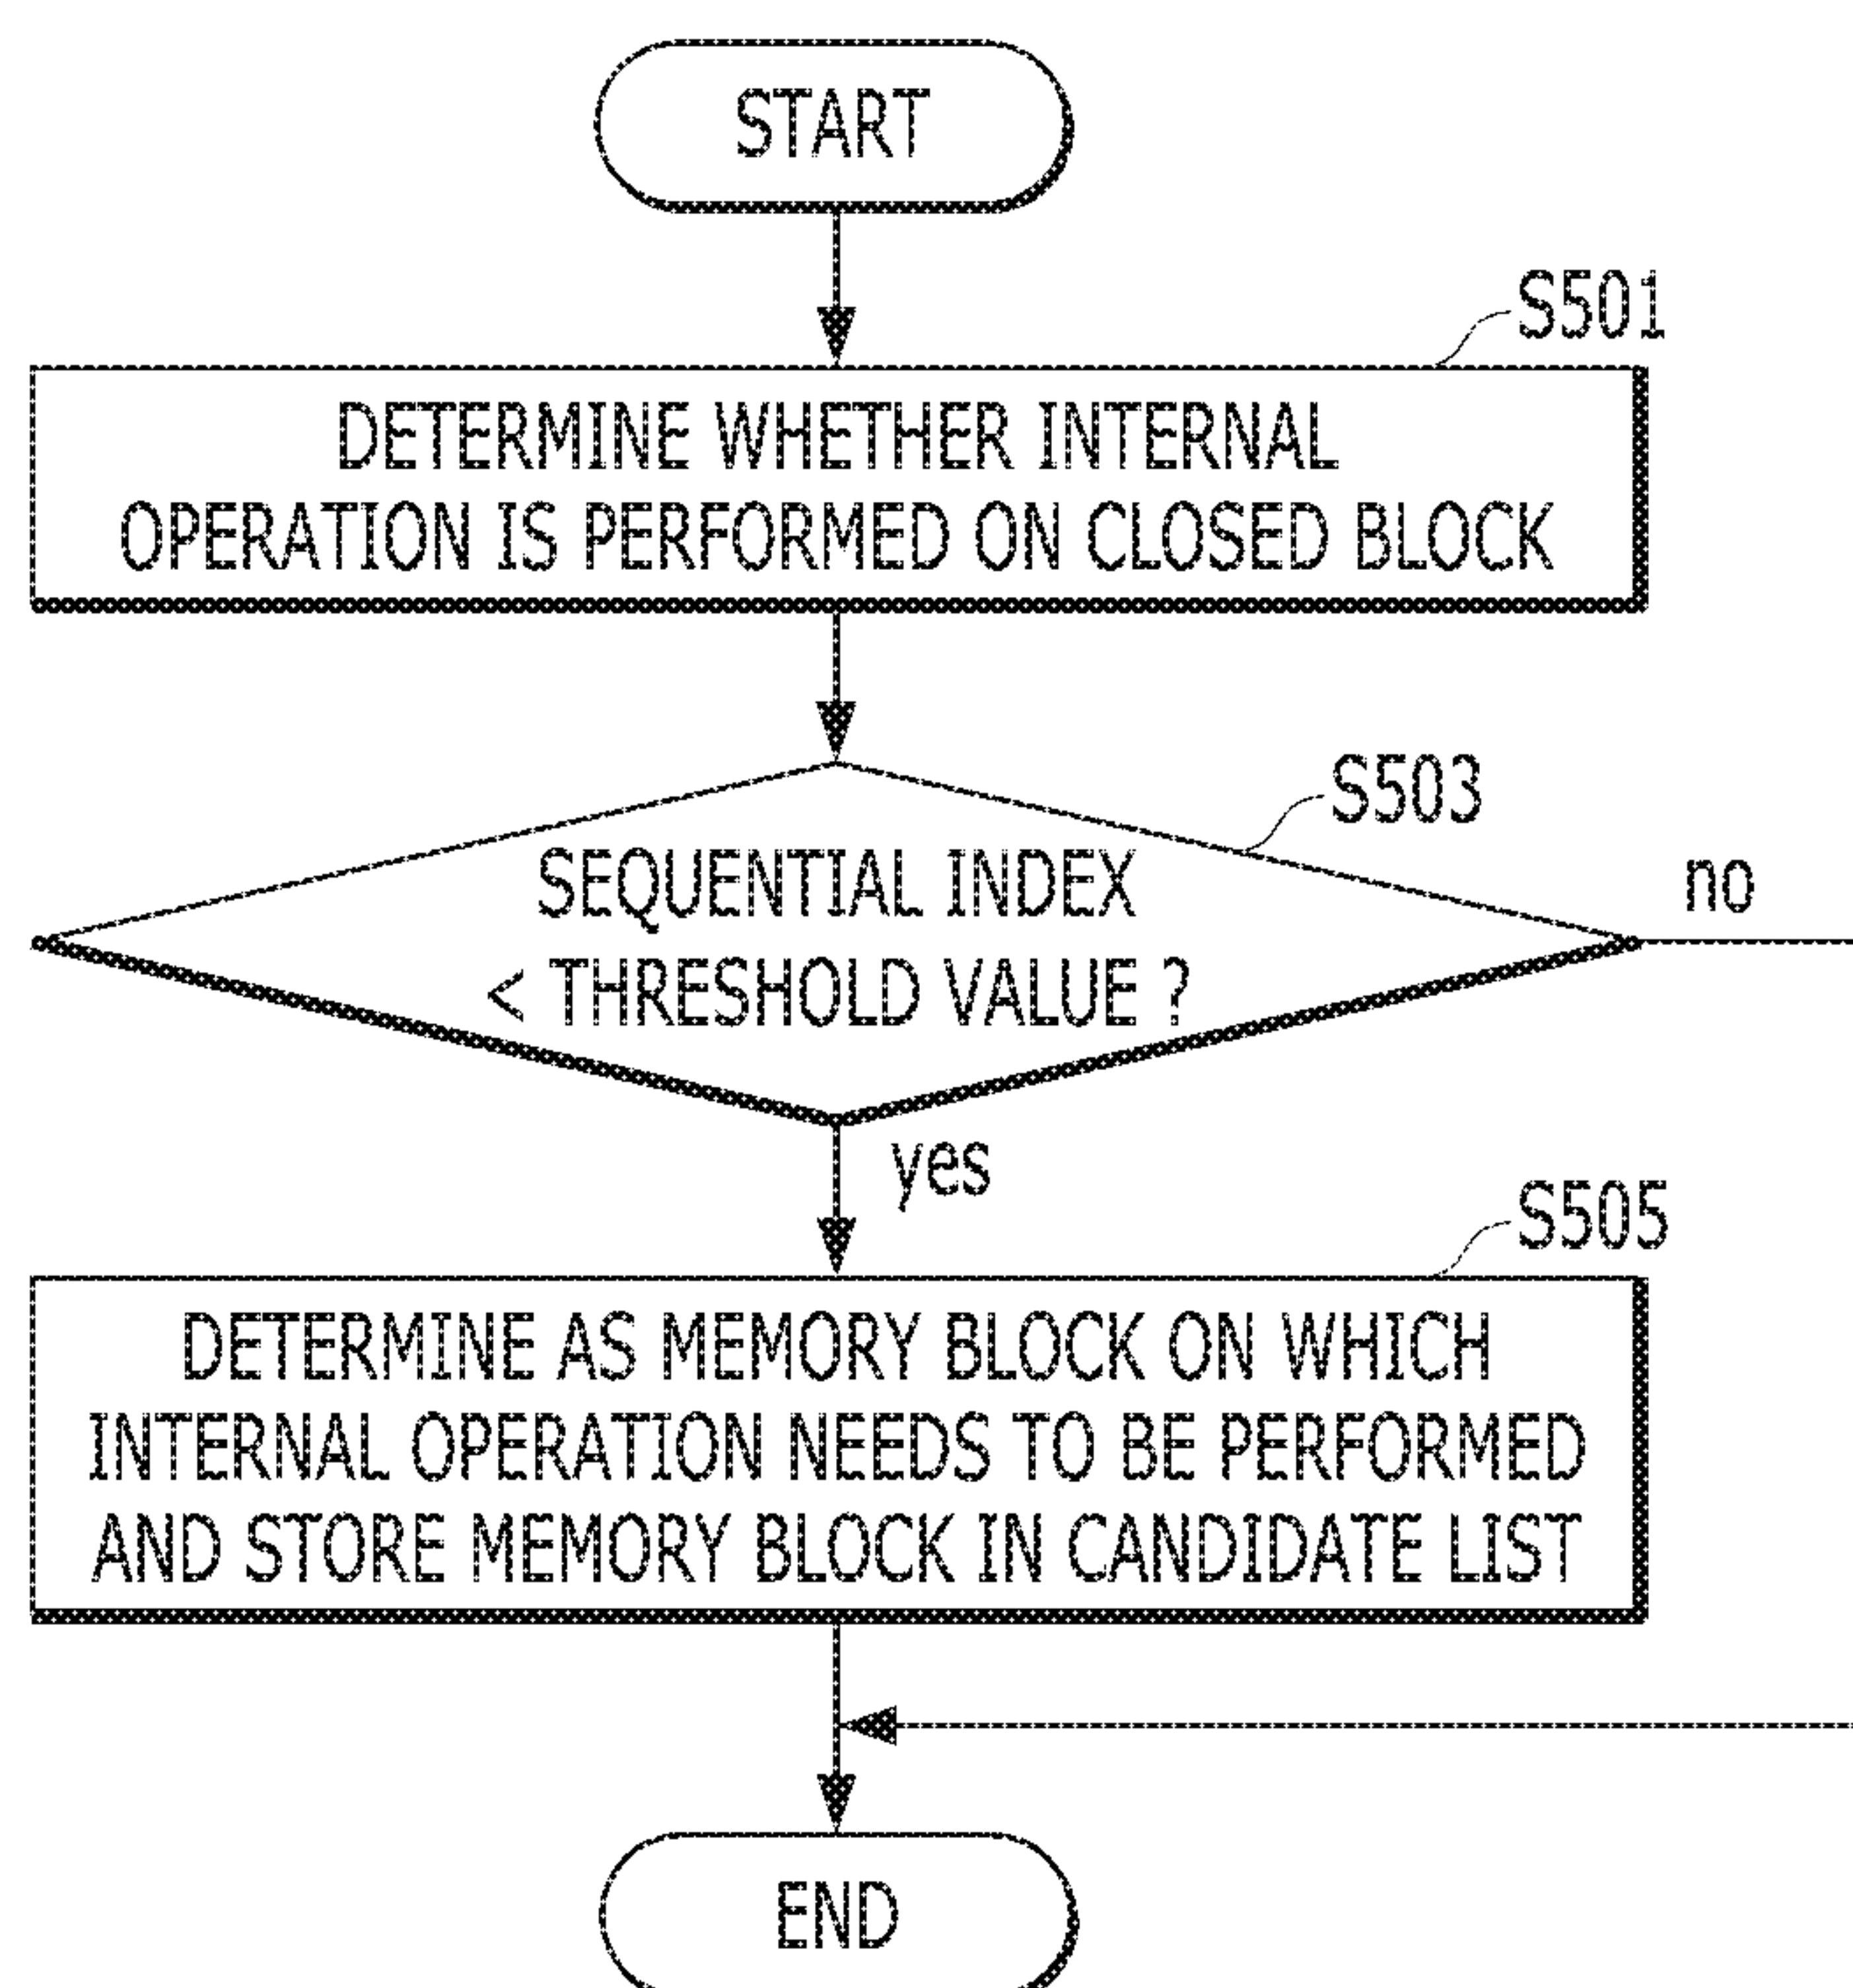 START
S501
DETERMINE WHETHER INTERNAL
OPERATION IS PERFORMED ON CLOSED BLOCK
S503
SEQUENTIAL INDEX
< THRESHOLD VALUE ?
no
yes
S505
DETERMINE AS MEMORY BLOCK ON WHICH
INTERNAL OPERATION NEEDS TO BE PERFORMED
AND STORE MEMORY BLOCK IN CANDIDATE LIST
END